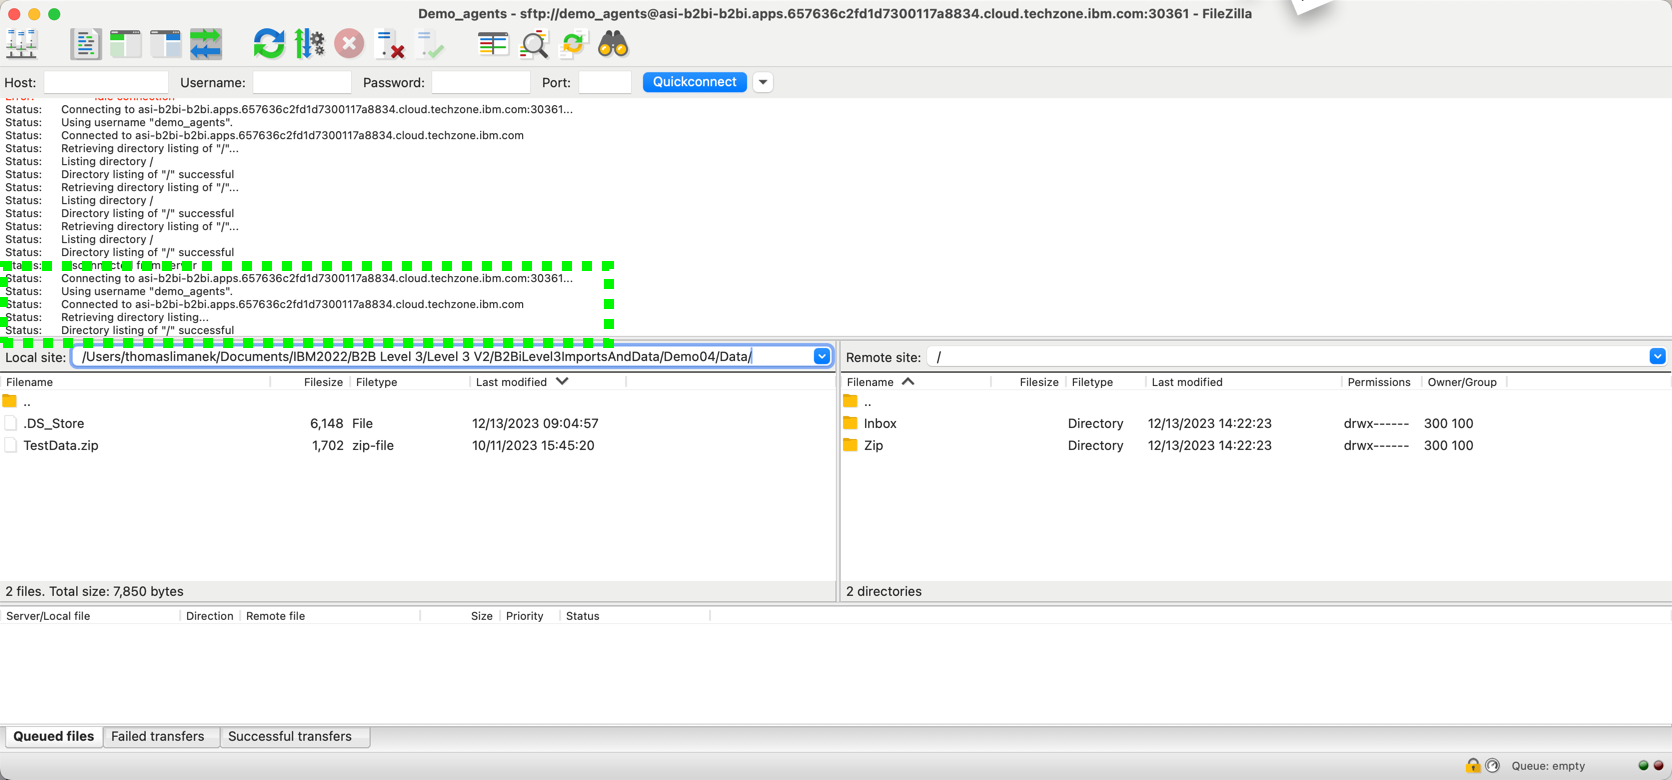 Demo_agents - sftp://demo_agents@asi-b2bi-b2bi.apps.657636c2fd1d7300117a8834.cloud.techzone.ibm.com:30361 - FileZilla
Host: Username: Password: Port: Quickconnect
Error: Idle connection
Status: Connecting to asi-b2bi-b2bi.apps.657636c2fd1d7300117a8834.cloud.techzone.ibm.com:30361...
Status: Using username "demo_agents".
Status: Connected to asi-b2bi-b2bi.apps.657636c2fd1d7300117a8834.cloud.techzone.ibm.com
Status: Retrieving directory listing of "/"...
Status: Listing directory /
Status: Directory listing of "/" successful
Status: Retrieving directory listing of "/"...
Status: Listing directory /
Status: Directory listing of "/" successful
Status: Retrieving directory listing of "/"...
Status: Listing directory /
Status: Directory listing of "/" successful
Status: Disconnected from server
Status: Connecting to asi-b2bi-b2bi.apps.657636c2fd1d7300117a8834.cloud.techzone.ibm.com:30361...
Status: Using username "demo_agents".
Status: Connected to asi-b2bi-b2bi.apps.657636c2fd1d7300117a8834.cloud.techzone.ibm.com
Status: Retrieving directory listing...
Status: Directory listing of "/" successful
Local site: /Users/thomaslimanek/Documents/IBM2022/B2B Level 3/Level 3 V2/B2BiLevel3ImportsAndData/Demo04/Data/
Filename Filesize Filetype Last modified
..
.DS_Store 6,148 File 12/13/2023 09:04:57
TestData.zip 1,702 zip-file 10/11/2023 15:45:20
2 files. Total size: 7,850 bytes
Remote site: /
Filename Filesize Filetype Last modified Permissions Owner/Group
..
Inbox Directory 12/13/2023 14:22:23 drwx------ 300 100
Zip Directory 12/13/2023 14:22:23 drwx------ 300 100
2 directories
Server/Local file Direction Remote file Size Priority Status
Queued files Failed transfers Successful transfers
Queue: empty